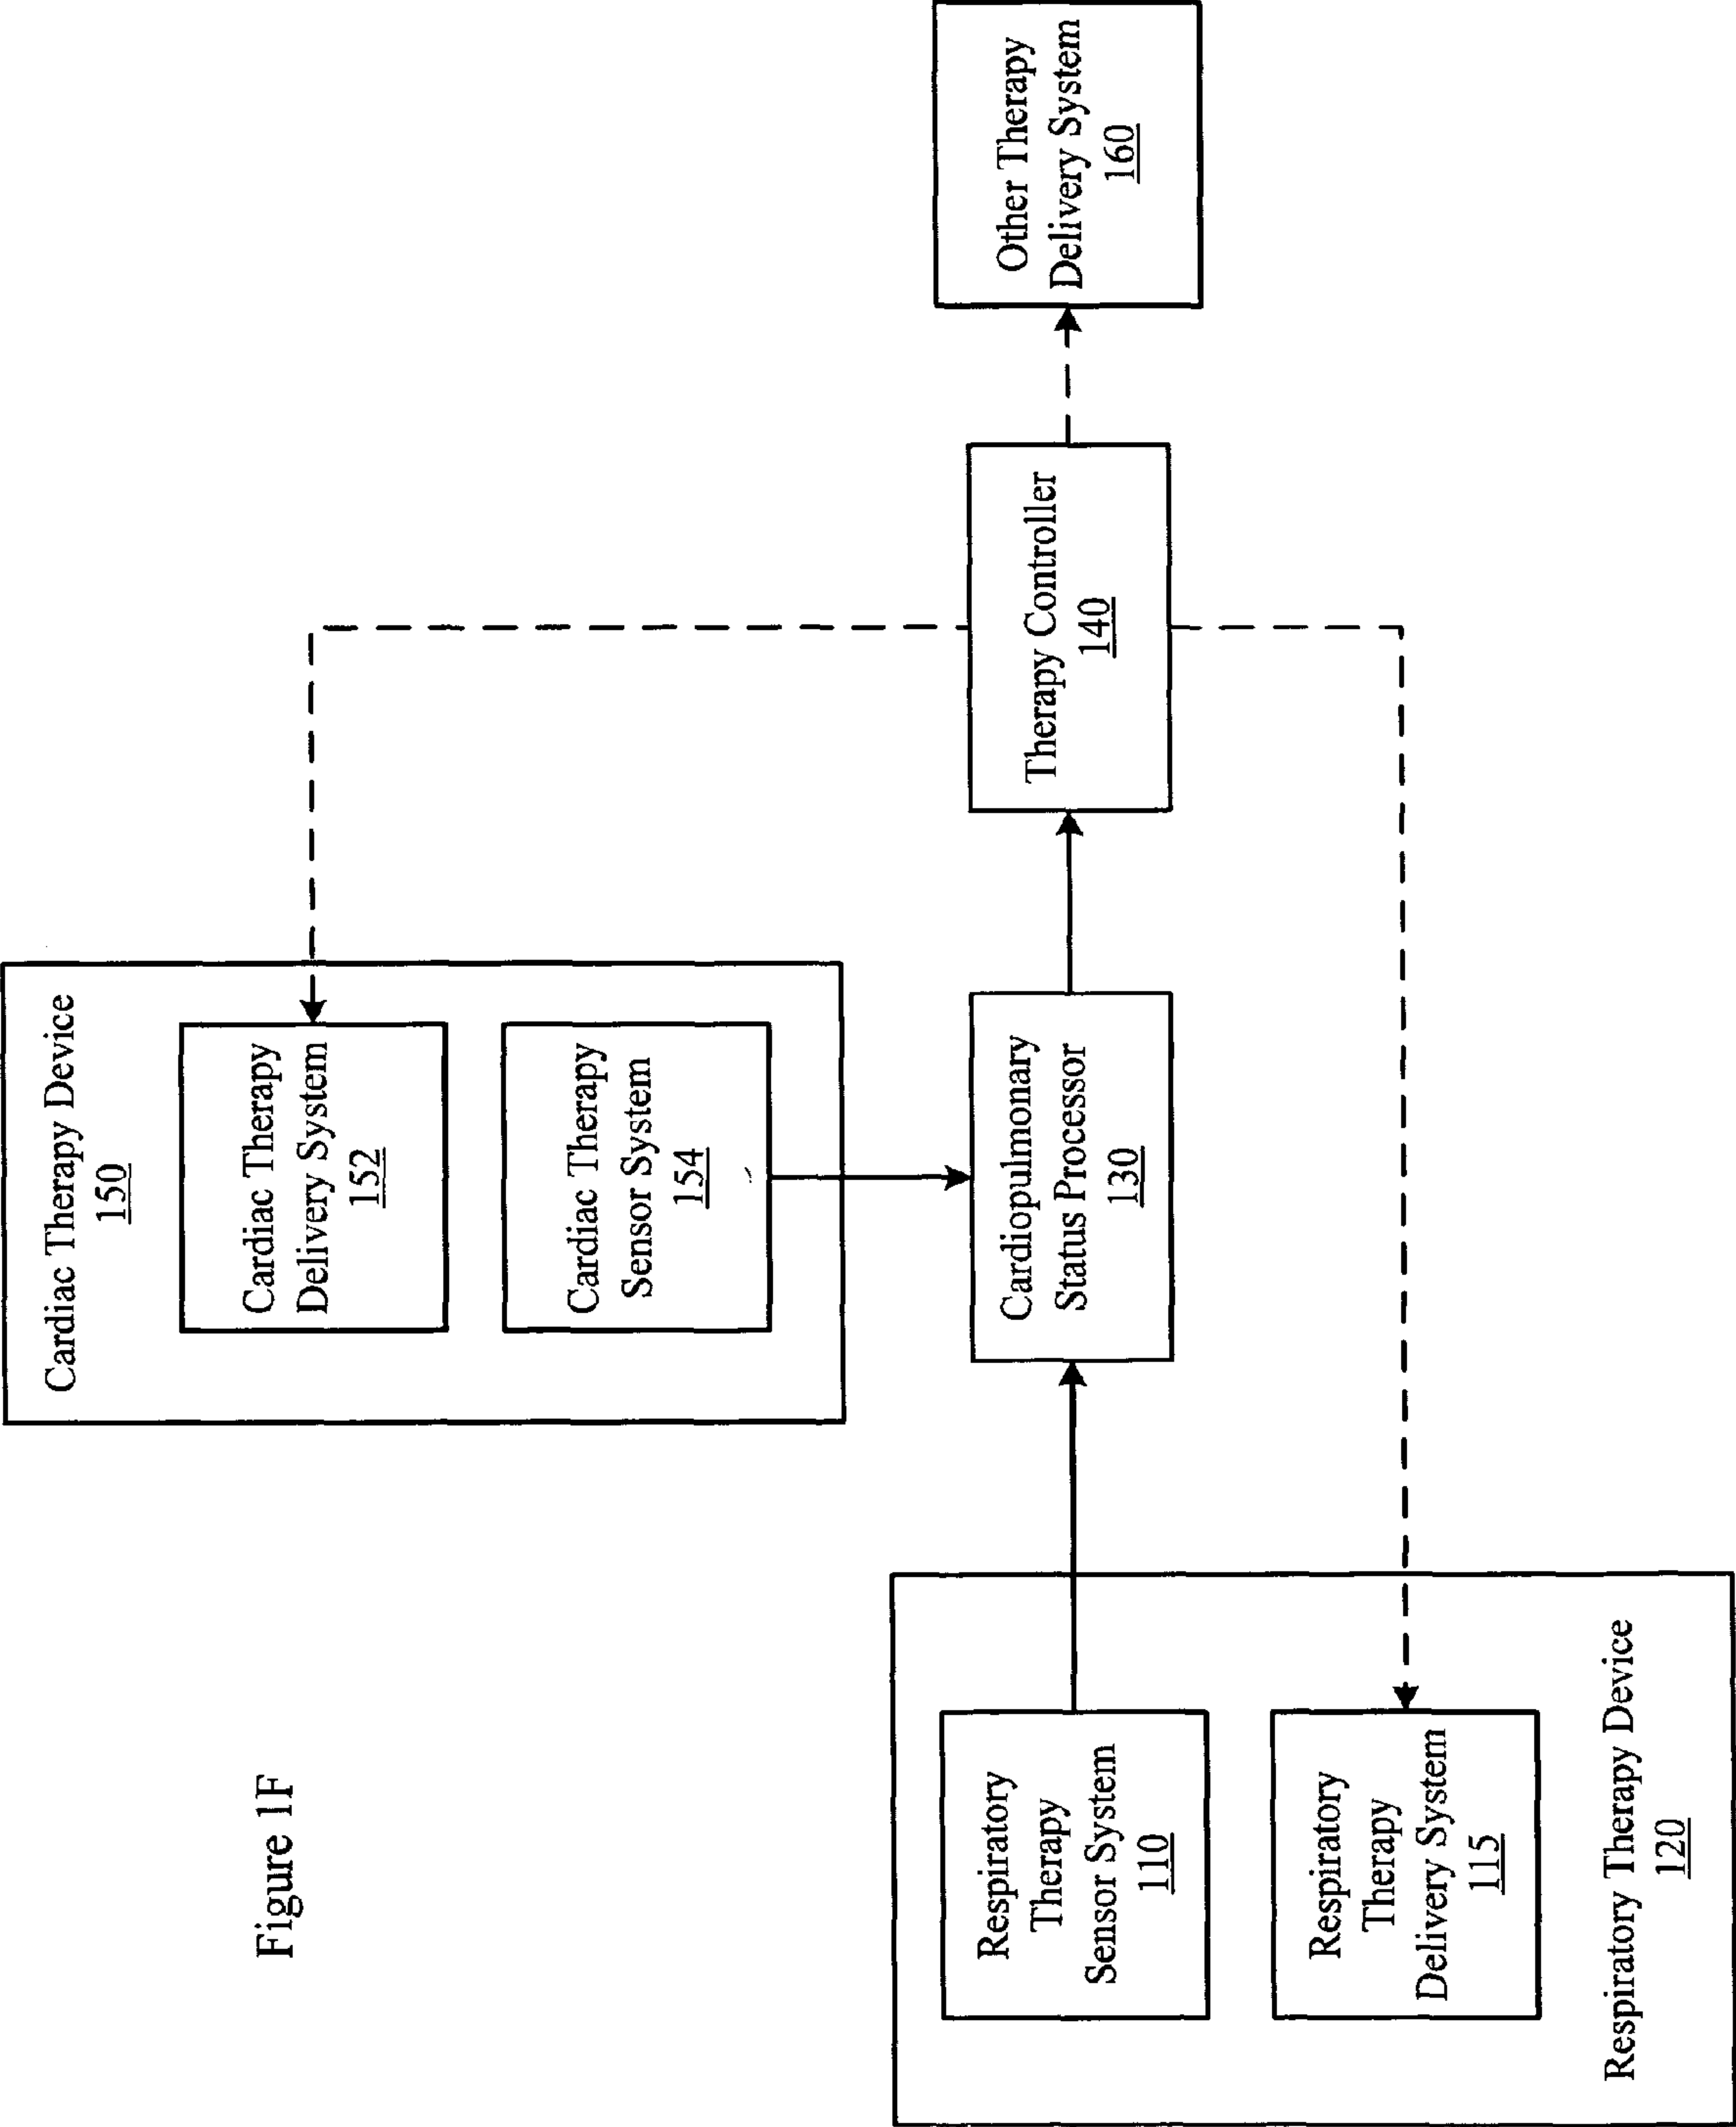 Cardiac Therapy Device
150
Cardiac Therapy
Delivery System
152
Cardiac Therapy
Sensor System
154
Figure 1F
Respiratory
Therapy
Sensor System
110
Cardiopulmonary
Status Processor
130
Therapy Controller
140
Other Therapy
Delivery System
160
Respiratory
Therapy
Delivery System
115
Respiratory Therapy Device
120